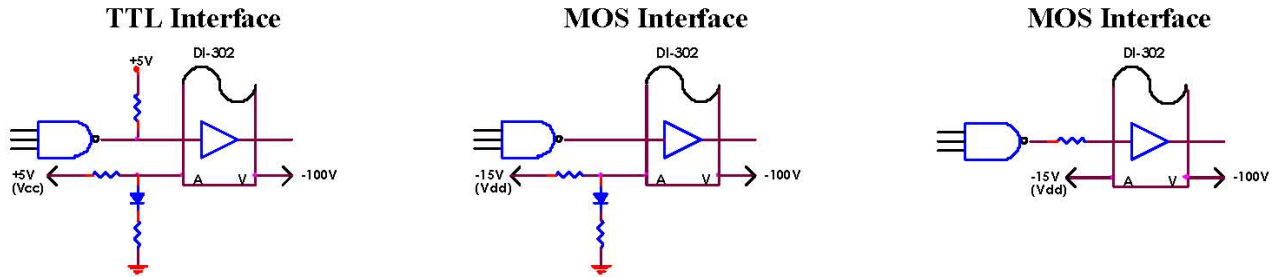 TTL Interface
DI-302
+5V
+5V
(Vcc)
A V
-100V
MOS Interface
DI-302
-15V
(Vdd)
A V
-100V
MOS Interface
DI-302
-15V
(Vdd)
A V
-100V